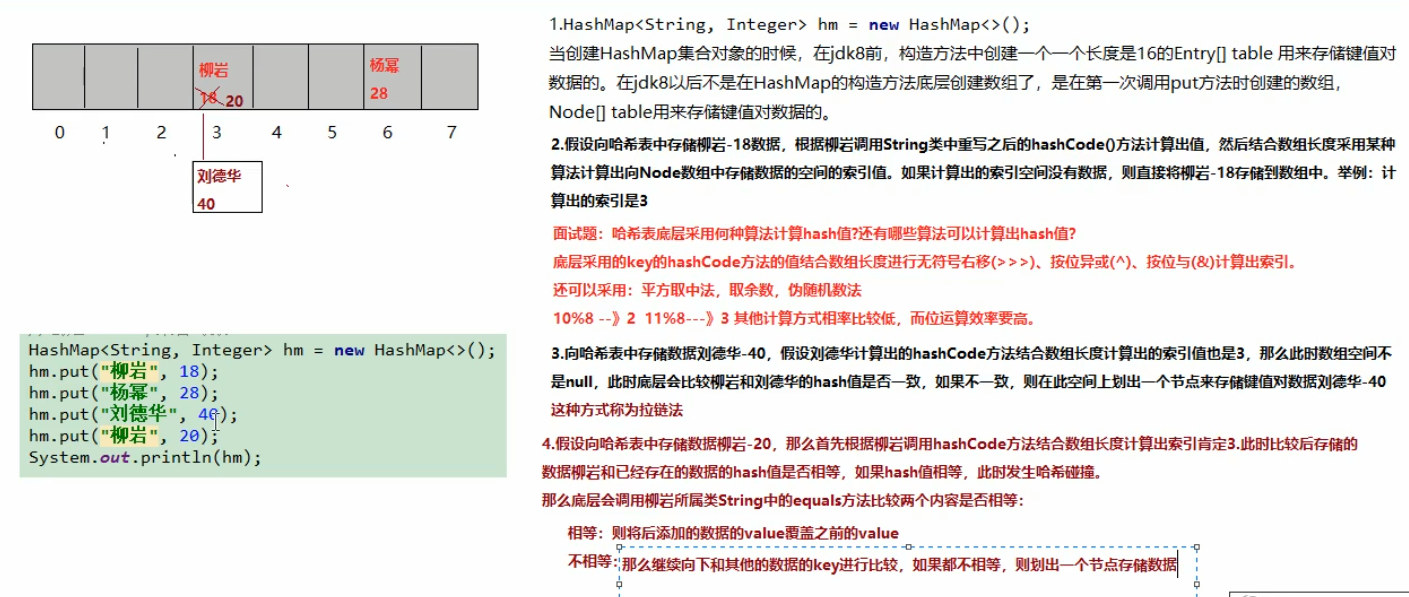 柳岩
18 20
杨幂
28
0 1 2 3 4 5 6 7
刘德华
40
HashMap<String, Integer> hm = new HashMap<>();
hm.put("柳岩", 18);
hm.put("杨幂", 28);
hm.put("刘德华", 40);
hm.put("柳岩", 20);
System.out.println(hm);
1.HashMap<String, Integer> hm = new HashMap<>();
当创建HashMap集合对象的时候，在jdk8前，构造方法中创建一个一个长度是16的Entry[] table 用来存储键值对
数据的。在jdk8以后不是在HashMap的构造方法底层创建数组了，是在第一次调用put方法时创建的数组，
Node[] table用来存储键值对数据的。
2.假设向哈希表中存储柳岩-18数据，根据柳岩调用String类中重写之后的hashCode()方法计算出值，然后结合数组长度采用某种
算法计算出向Node数组中存储数据的空间的索引值。如果计算出的索引空间没有数据，则直接将柳岩-18存储到数组中。举例：计
算出的索引是3
面试题：哈希表底层采用何种算法计算hash值?还有哪些算法可以计算出hash值?
底层采用的key的hashCode方法的值结合数组长度进行无符号右移(>>>)、按位异或(^)、按位与(&)计算出索引。
还可以采用：平方取中法，取余数，伪随机数法
10%8 --》2 11%8---》3 其他计算方式相率比较低，而位运算效率要高。
3.向哈希表中存储数据刘德华-40，假设刘德华计算出的hashCode方法结合数组长度计算出的索引值也是3，那么此时数组空间不
是null，此时底层会比较柳岩和刘德华的hash值是否一致，如果不一致，则在此空间上划出一个节点来存储键值对数据刘德华-40
这种方式称为拉链法
4.假设向哈希表中存储数据柳岩-20，那么首先根据柳岩调用hashCode方法结合数组长度计算出索引肯定3.此时比较后存储的
数据柳岩和已经存在的数据的hash值是否相等，如果hash值相等，此时发生哈希碰撞。
那么底层会调用柳岩所属类String中的equals方法比较两个内容是否相等：
相等：则将后添加的数据的value覆盖之前的value
不相等：那么继续向下和其他的数据的key进行比较，如果都不相等，则划出一个节点存储数据